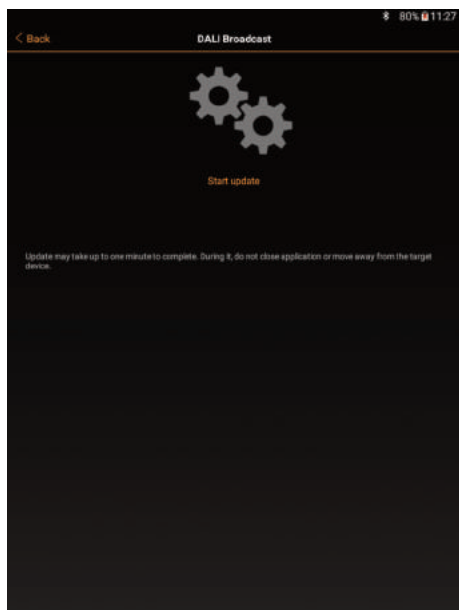 80% 11:27
Back DALI Broadcast
Start update
Update may take up to one minute to complete. During it, do not close application or move away from the target
device.